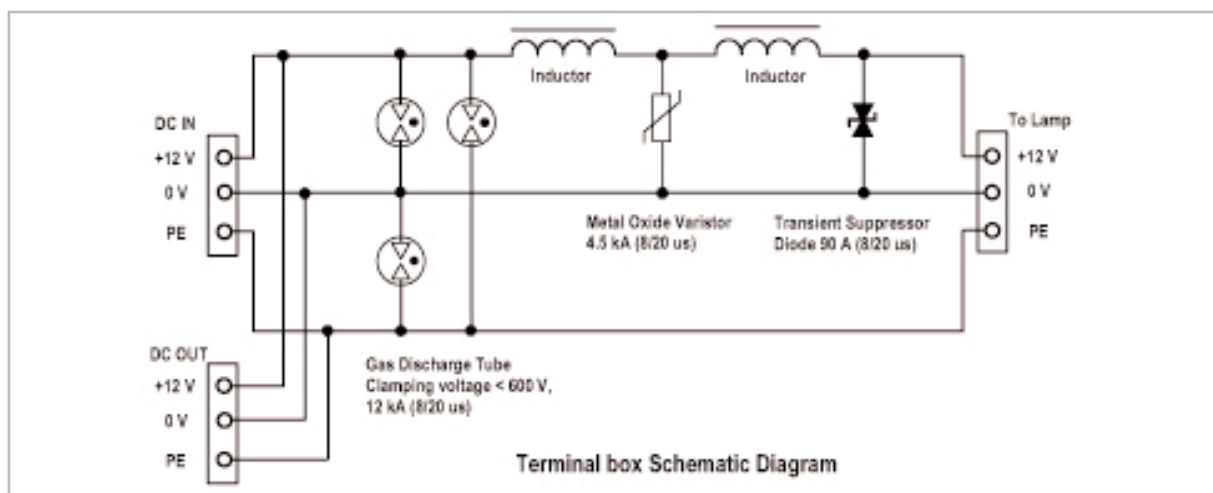 Inductor
Inductor
DC IN
+12 V
0 V
PE
To Lamp
+12 V
0 V
PE
Metal Oxide Varistor
4.5 kA (8/20 us)
Transient Suppressor
Diode 90 A (8/20 us)
DC OUT
+12 V
0 V
PE
Gas Discharge Tube
Clamping voltage < 600 V,
12 kA (8/20 us)
Terminal box Schematic Diagram